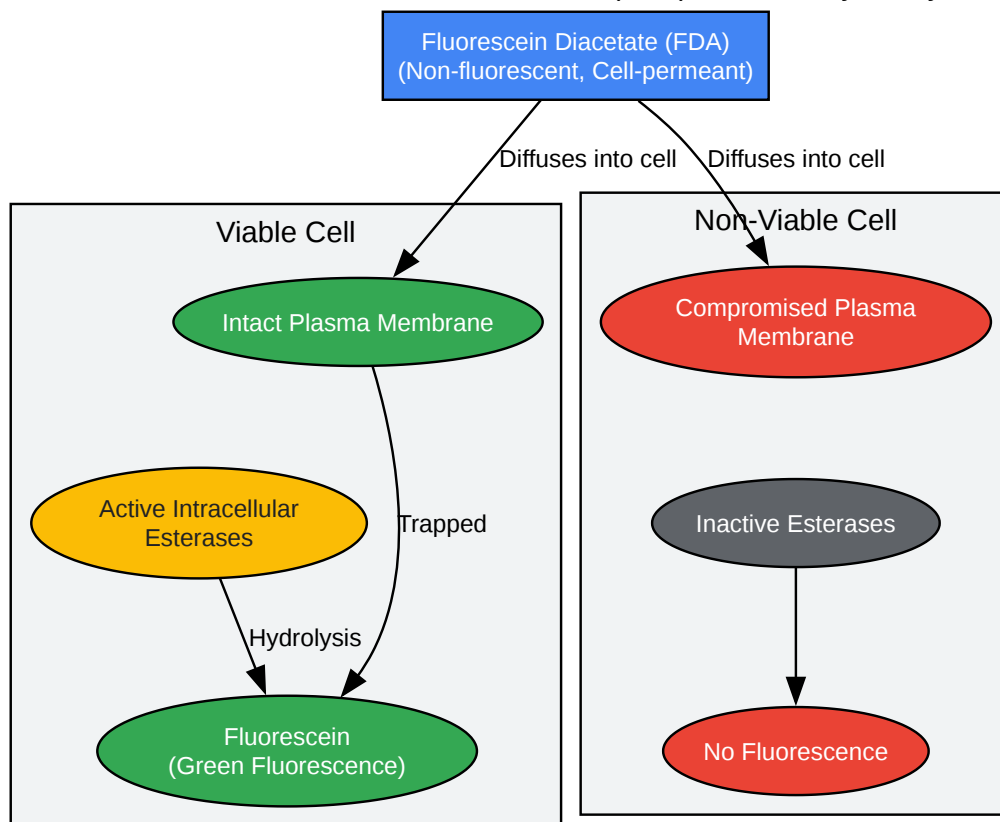 Fluorescein Diacetate (FDA)
(Non-fluorescent, Cell-permeant)
Diffuses into cell
Diffuses into cell
Viable Cell
Non-Viable Cell
Intact Plasma Membrane
Compromised Plasma
Membrane
Active Intracellular
Esterases
Trapped
Inactive Esterases
Hydrolysis
Fluorescein
(Green Fluorescence)
No Fluorescence